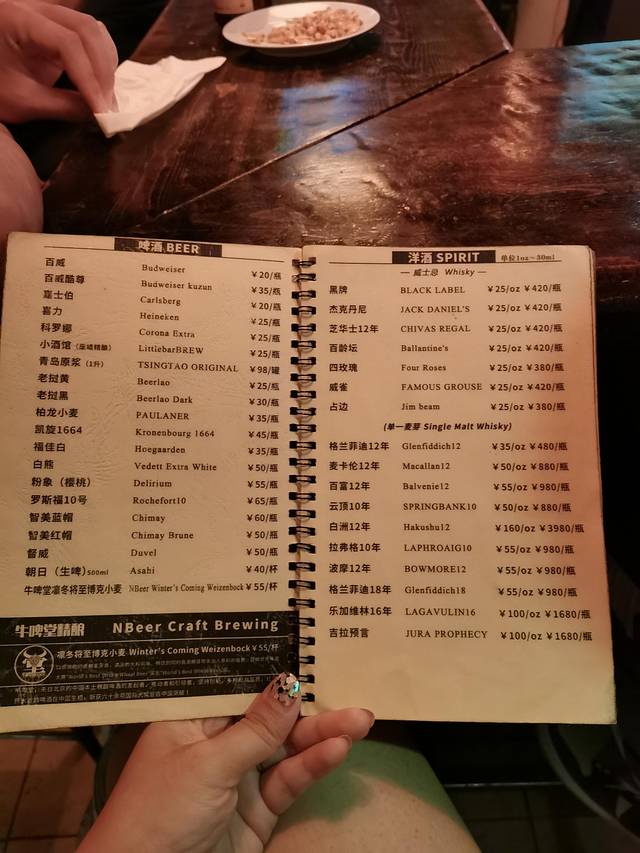 啤酒 BEER
百威 Budweiser ¥20/瓶
百威酷尊 Budweiser kuzun ¥35/瓶
嘉士伯 Carlsberg ¥20/瓶
喜力 Heineken ¥25/瓶
科罗娜 Corona Extra ¥25/瓶
小酒馆（座嶕精酿） LittlebarBREW ¥25/瓶
青岛原浆（1升） TSINGTAO ORIGINAL ¥98/罐
老挝黄 Beerlao ¥25/瓶
老挝黑 Beerlao Dark ¥30/瓶
柏龙小麦 PAULANER ¥35/瓶
凯旋1664 Kronenbourg 1664 ¥45/瓶
福佳白 Hoegaarden ¥35/瓶
白熊 Vedett Extra White ¥50/瓶
粉象（樱桃） Delirium ¥55/瓶
罗斯福10号 Rochefort10 ¥65/瓶
智美蓝帽 Chimay ¥60/瓶
智美红帽 Chimay Brune ¥50/瓶
督威 Duvel ¥50/瓶
朝日（生啤）500ml Asahi ¥40/杯
牛啤堂凛冬将至博克小麦 NBeer Winter's Coming Weizenbock ¥55/杯
牛啤堂精酿 NBeer Craft Brewing
凛冬将至博克小麦 Winter's Coming Weizenbock ¥55/杯
洋酒 SPIRIT 单位1oz~30ml
— 威士忌 Whisky —
黑牌 BLACK LABEL ¥25/oz ¥420/瓶
杰克丹尼 JACK DANIEL'S ¥25/oz ¥420/瓶
芝华士12年 CHIVAS REGAL ¥25/oz ¥420/瓶
百龄坛 Ballantine's ¥25/oz ¥420/瓶
四玫瑰 Four Roses ¥25/oz ¥380/瓶
威雀 FAMOUS GROUSE ¥25/oz ¥420/瓶
占边 Jim beam ¥25/oz ¥380/瓶
(单一麦芽 Single Malt Whisky)
格兰菲迪12年 Glenfiddich12 ¥35/oz ¥480/瓶
麦卡伦12年 Macallan12 ¥50/oz ¥880/瓶
百富12年 Balvenie12 ¥55/oz ¥980/瓶
云顶10年 SPRINGBANK10 ¥50/oz ¥880/瓶
白洲12年 Hakushu12 ¥160/oz ¥3980/瓶
拉弗格10年 LAPHROAIG10 ¥55/oz ¥980/瓶
波摩12年 BOWMORE12 ¥55/oz ¥980/瓶
格兰菲迪18年 Glenfiddich18 ¥55/oz ¥980/瓶
乐加维林16年 LAGAVULIN16 ¥100/oz ¥1680/瓶
吉拉预言 JURA PROPHECY ¥100/oz ¥1680/瓶